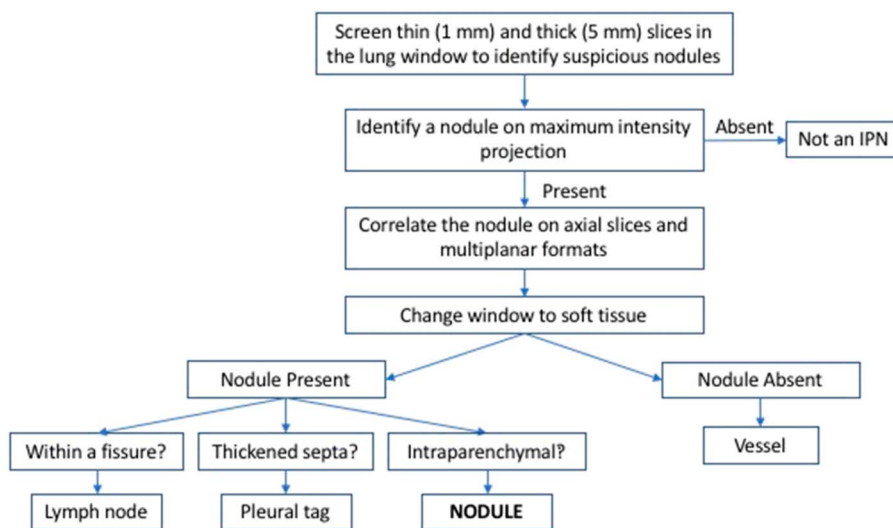 Screen thin (1 mm) and thick (5 mm) slices in
the lung window to identify suspicious nodules
Identify a nodule on maximum intensity
projection
Absent
Not an IPN
Present
Correlate the nodule on axial slices and
multiplanar formats
Change window to soft tissue
Nodule Present
Nodule Absent
Within a fissure?
Thickened septa?
Intraparenchymal?
Vessel
Lymph node
Pleural tag
NODULE